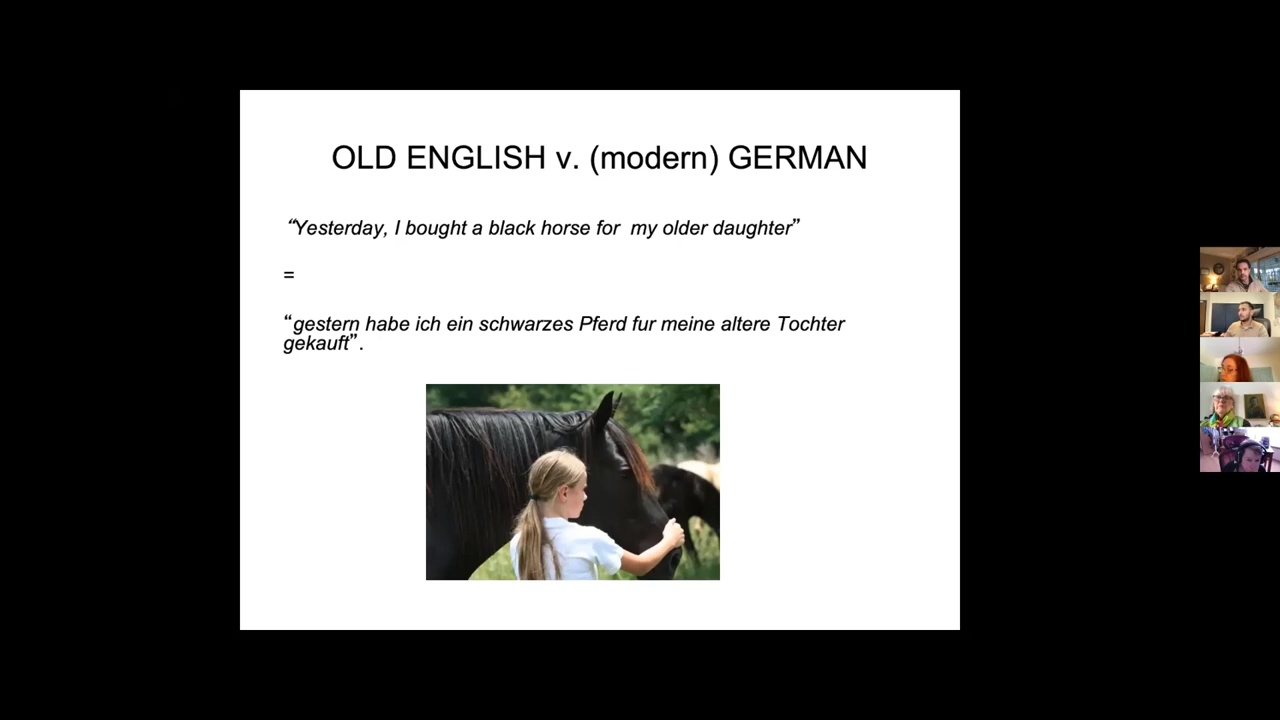 OLD ENGLISH v. (modern) GERMAN
“Yesterday, I bought a black horse for  my older daughter”
=
“gestern habe ich ein schwarzes Pferd fur meine altere Tochter
gekauft”.